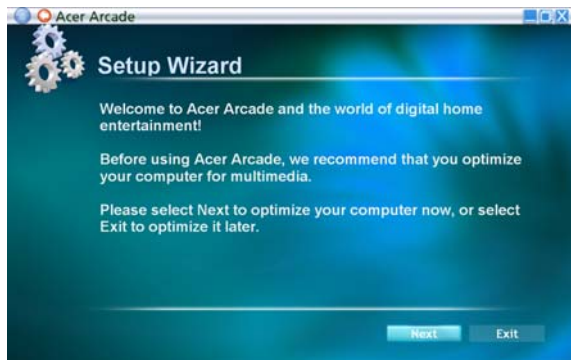 Acer Arcade
Setup Wizard
Welcome to Acer Arcade and the world of digital home
entertainment!
Before using Acer Arcade, we recommend that you optimize
your computer for multimedia.
Please select Next to optimize your computer now, or select
Exit to optimize it later.
Next
Exit